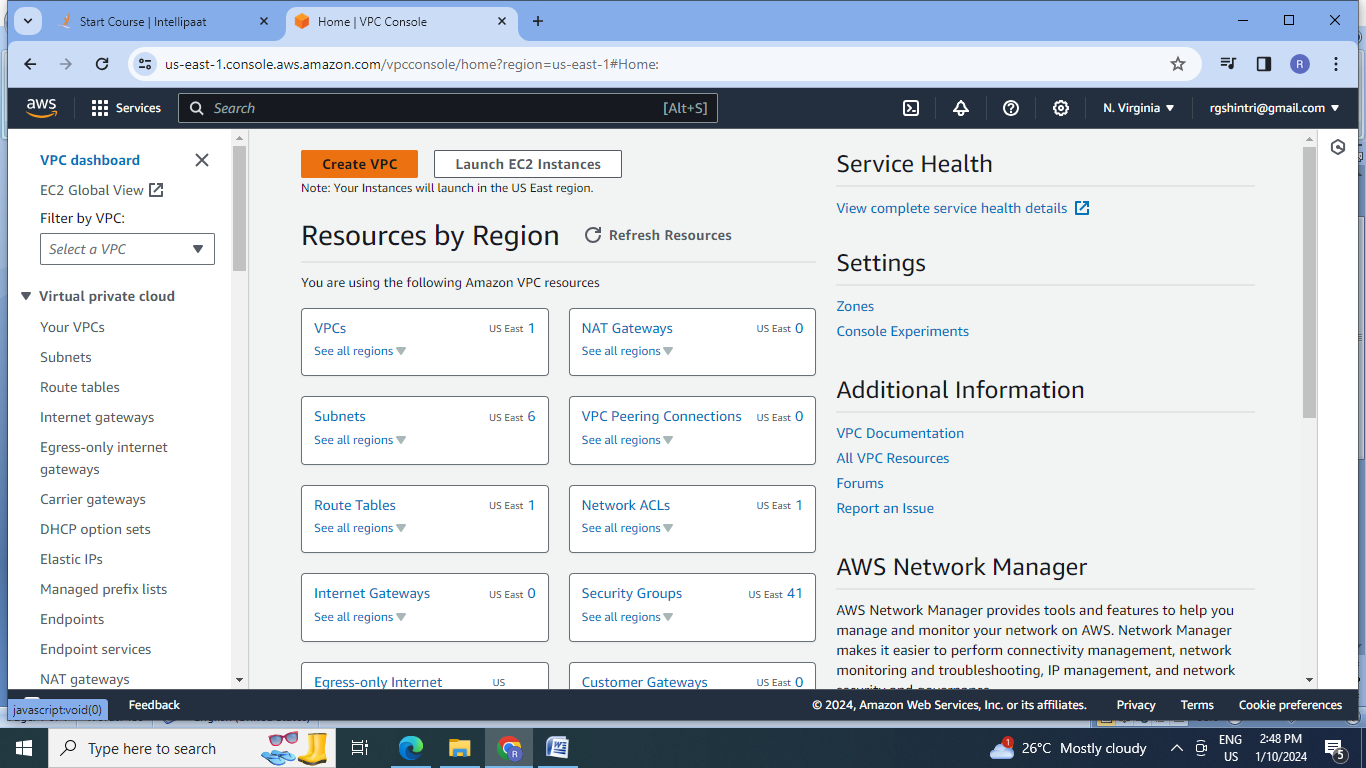 Start Course | Intellipaat
Home | VPC Console
us-east-1.console.aws.amazon.com/vpcconsole/home?region=us-east-1#Home:
R
aws
Services
Search
[Alt+S]
N. Virginia
rgshintri@gmail.com
VPC dashboard
EC2 Global View
Filter by VPC:
Select a VPC
Virtual private cloud
Your VPCs
Subnets
Route tables
Internet gateways
Egress-only internet
gateways
Carrier gateways
DHCP option sets
Elastic IPs
Managed prefix lists
Endpoints
Endpoint services
NAT gateways
Create VPC
Launch EC2 Instances
Note: Your Instances will launch in the US East region.
Resources by Region
Refresh Resources
You are using the following Amazon VPC resources
VPCs US East 1
See all regions
NAT Gateways US East 0
See all regions
Subnets US East 6
See all regions
VPC Peering Connections US East 0
See all regions
Route Tables US East 1
See all regions
Network ACLs US East 1
See all regions
Internet Gateways US East 0
See all regions
Security Groups US East 41
See all regions
Egress-only Internet US
Customer Gateways US East 0
Service Health
View complete service health details
Settings
Zones
Console Experiments
Additional Information
VPC Documentation
All VPC Resources
Forums
Report an Issue
AWS Network Manager
AWS Network Manager provides tools and features to help you
manage and monitor your network on AWS. Network Manager
makes it easier to perform connectivity management, network
monitoring and troubleshooting, IP management, and network
security and governance.
javascript:void(0)
Feedback
© 2024, Amazon Web Services, Inc. or its affiliates.
Privacy
Terms
Cookie preferences
Type here to search
1
26°C Mostly cloudy
ENG
US
2:48 PM
1/10/2024
5